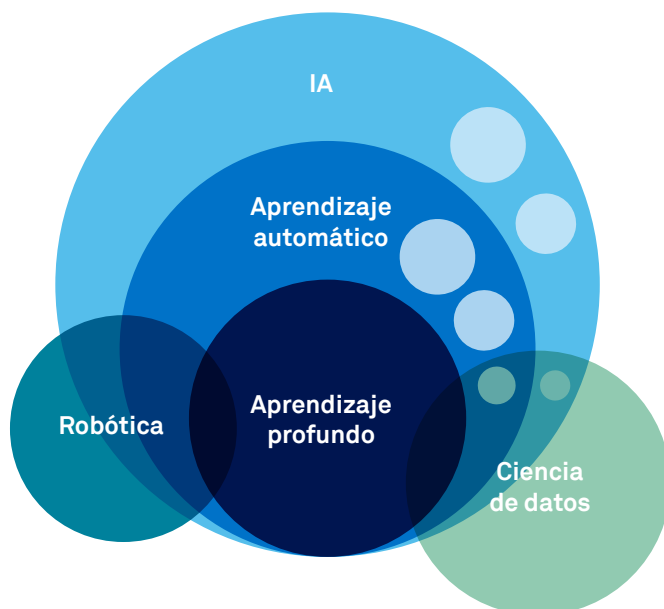 IA
Aprendizaje
automático
Aprendizaje
profundo
Robótica
Ciencia
de datos